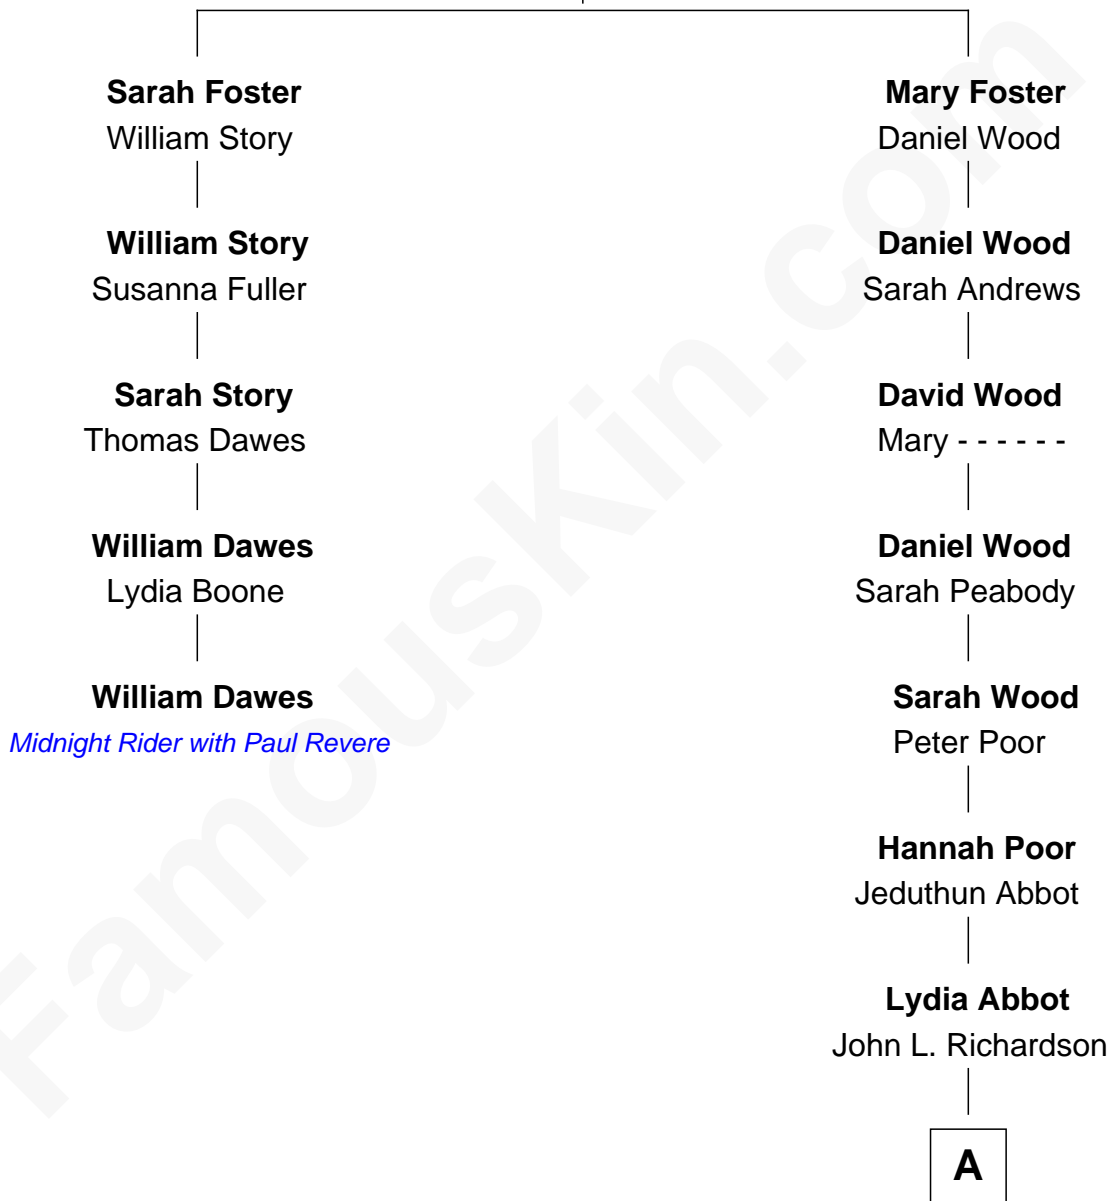 Sarah Foster
William Story
William Story
Susanna Fuller
Sarah Story
Thomas Dawes
William Dawes
Lydia Boone
William Dawes
Midnight Rider with Paul Revere
Mary Foster
Daniel Wood
Daniel Wood
Sarah Andrews
David Wood
Mary - - - - - -
Daniel Wood
Sarah Peabody
Sarah Wood
Peter Poor
Hannah Poor
Jeduthun Abbot
Lydia Abbot
John L. Richardson
A
FamousKin.com